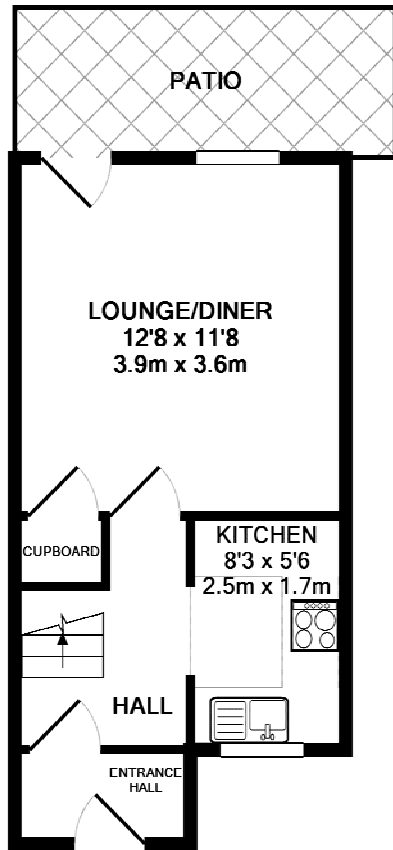 PATIO
LOUNGE/DINER
12'8 x 11'8
3.9m x 3.6m
CUPBOARD
KITCHEN
8'3 x 5'6
2.5m x 1.7m
HALL
ENTRANCE
HALL